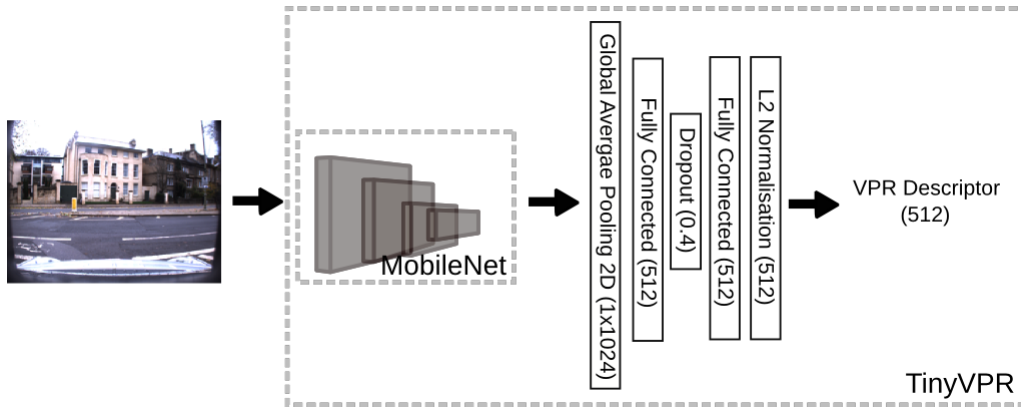 MobileNet
Global Avergae Pooling 2D (1x1024)
Fully Connected (512)
Dropout (0.4)
Fully Connected (512)
L2 Normalisation (512)
VPR Descriptor
(512)
TinyVPR